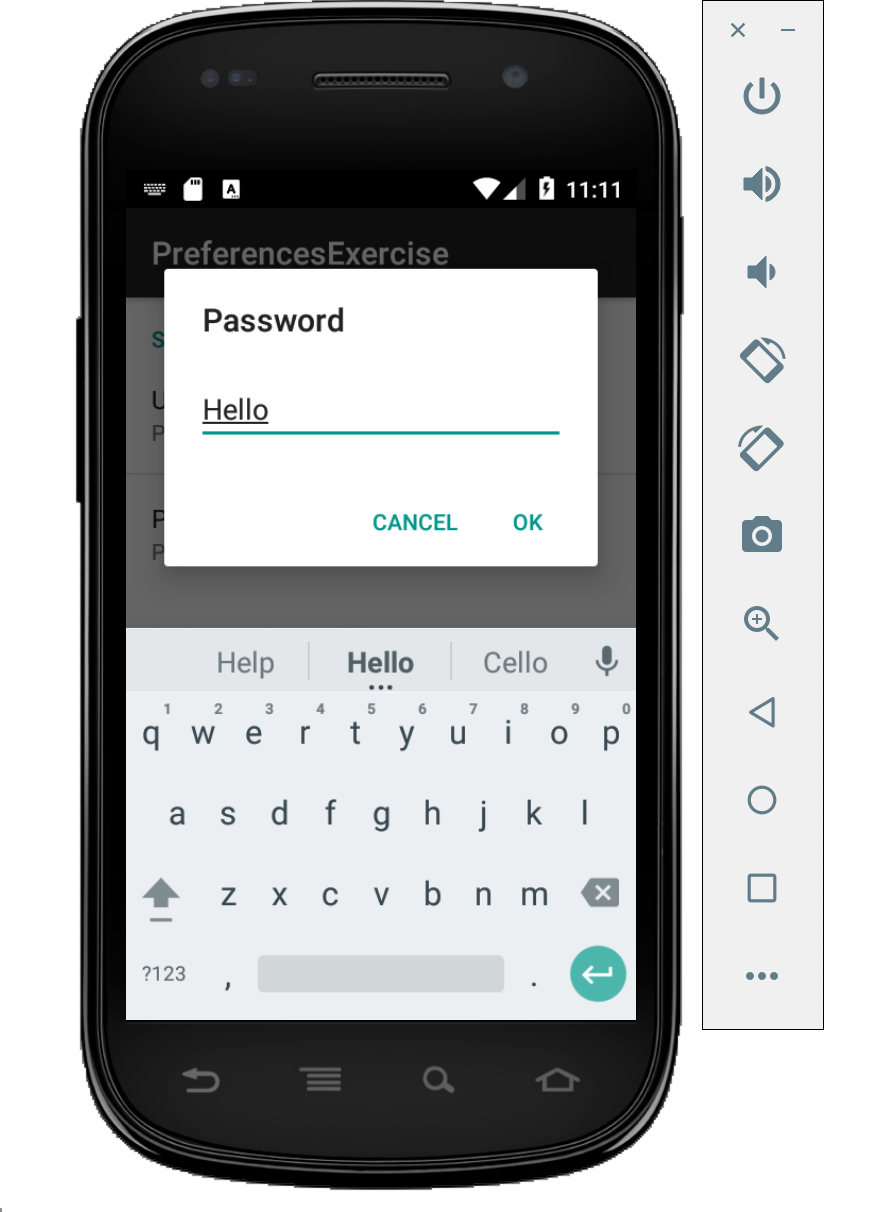 A
11:11
PreferencesExercise
S
Password
U
Hello
P
CANCEL OK
P
P
Help Hello Cello
1 2 3 4 5 6 7 8 9 0
q w e r t y u i o p
a s d f g h j k l
z x c v b n m
?123 , .